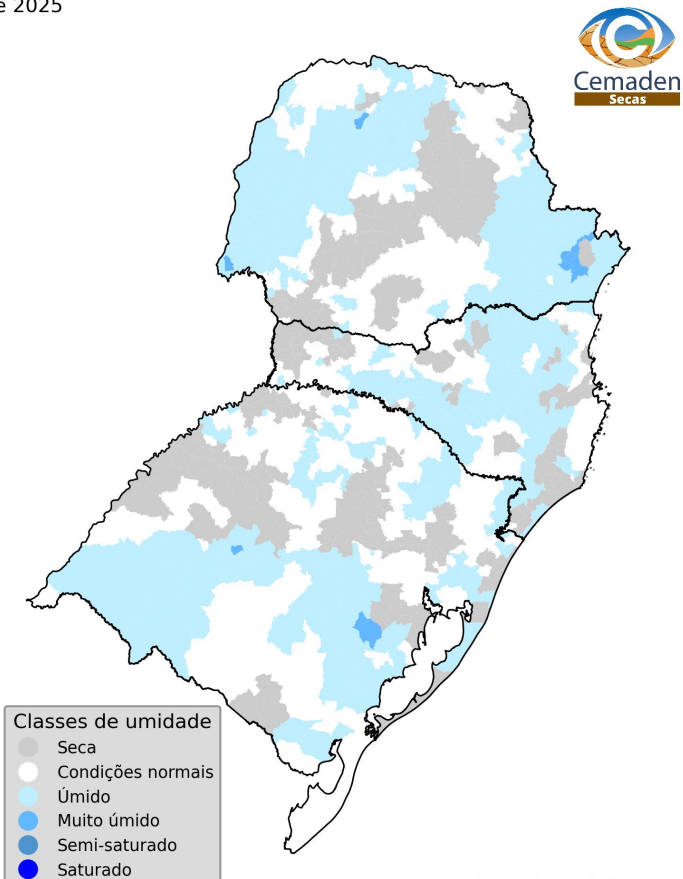 e 2025
Cemaden
Secas
Classes de umidade
Seca
Condições normais
Úmido
Muito úmido
Semi-saturado
Saturado